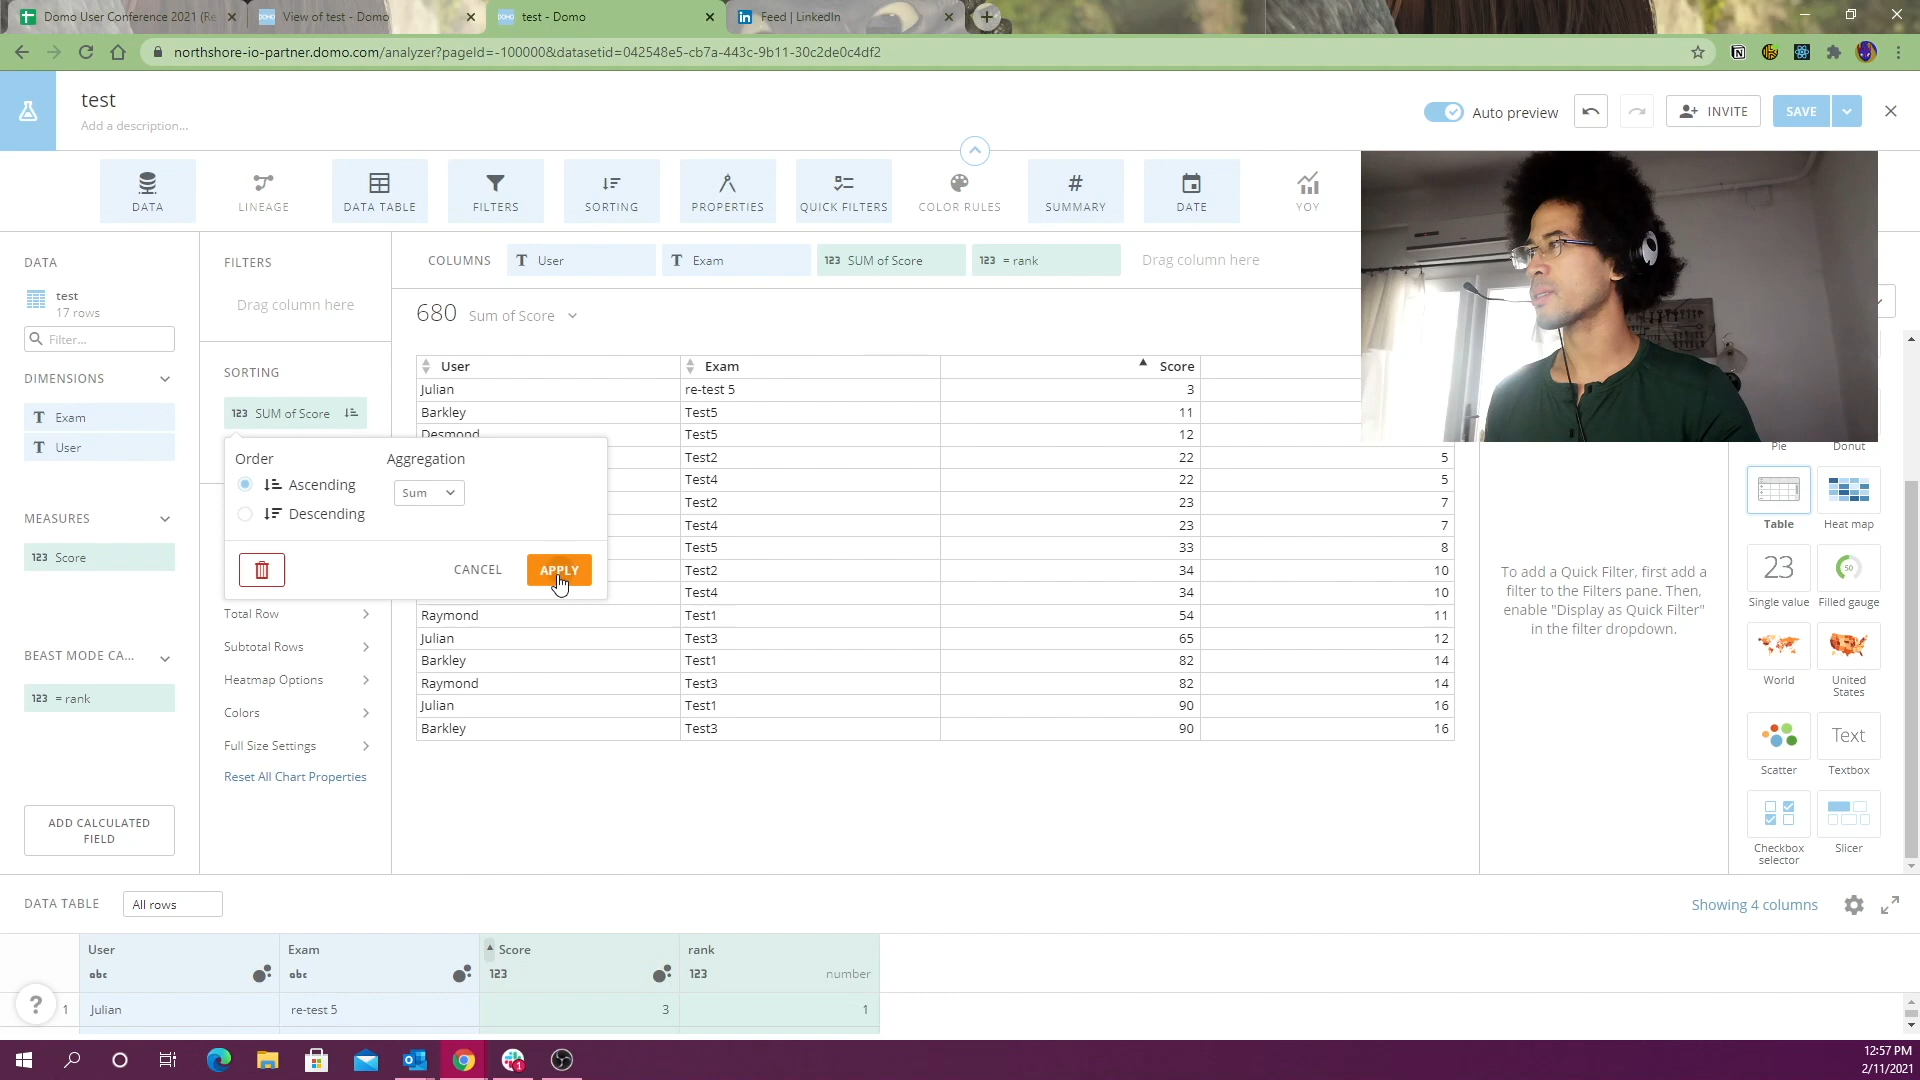 Domo User Conference 2021 (Re
View of test - Domo
test - Domo
Feed | LinkedIn
northshore-io-partner.domo.com/analyzer?pageId=-100000&datasetid=042548e5-cb7a-443c-9b11-30c2de0c4df2
test
Add a description...
Auto preview
INVITE
SAVE
DATA
LINEAGE
DATA TABLE
FILTERS
SORTING
PROPERTIES
QUICK FILTERS
COLOR RULES
SUMMARY
DATE
YOY
DATA
test
17 rows
Filter...
DIMENSIONS
T Exam
T User
MEASURES
123 Score
BEAST MODE CA...
123 = rank
ADD CALCULATED FIELD
FILTERS
Drag column here
SORTING
123 SUM of Score
Order
Ascending
Descending
Aggregation
Sum
CANCEL
APPLY
Total Row
Subtotal Rows
Heatmap Options
Colors
Full Size Settings
Reset All Chart Properties
COLUMNS T User T Exam 123 SUM of Score 123 = rank Drag column here
680 Sum of Score
User Exam Score
Julian re-test 5 3
Barkley Test5 11
Desmond Test5 12
Test2 22 5
Test4 22 5
Test2 23 7
Test4 23 7
Test5 33 8
Test2 34 10
Test4 34 10
Raymond Test1 54 11
Julian Test3 65 12
Barkley Test1 82 14
Raymond Test3 82 14
Julian Test1 90 16
Barkley Test3 90 16
To add a Quick Filter, first add a
filter to the Filters pane. Then,
enable "Display as Quick Filter"
in the filter dropdown.
Pie Donut
Table Heat map
23 50
Single value Filled gauge
World United States
Text
Scatter Textbox
Checkbox selector Slicer
DATA TABLE All rows
Showing 4 columns
User Exam Score rank
abc abc 123 123 number
? 1 Julian re-test 5 3 1
1
12:57 PM
2/11/2021